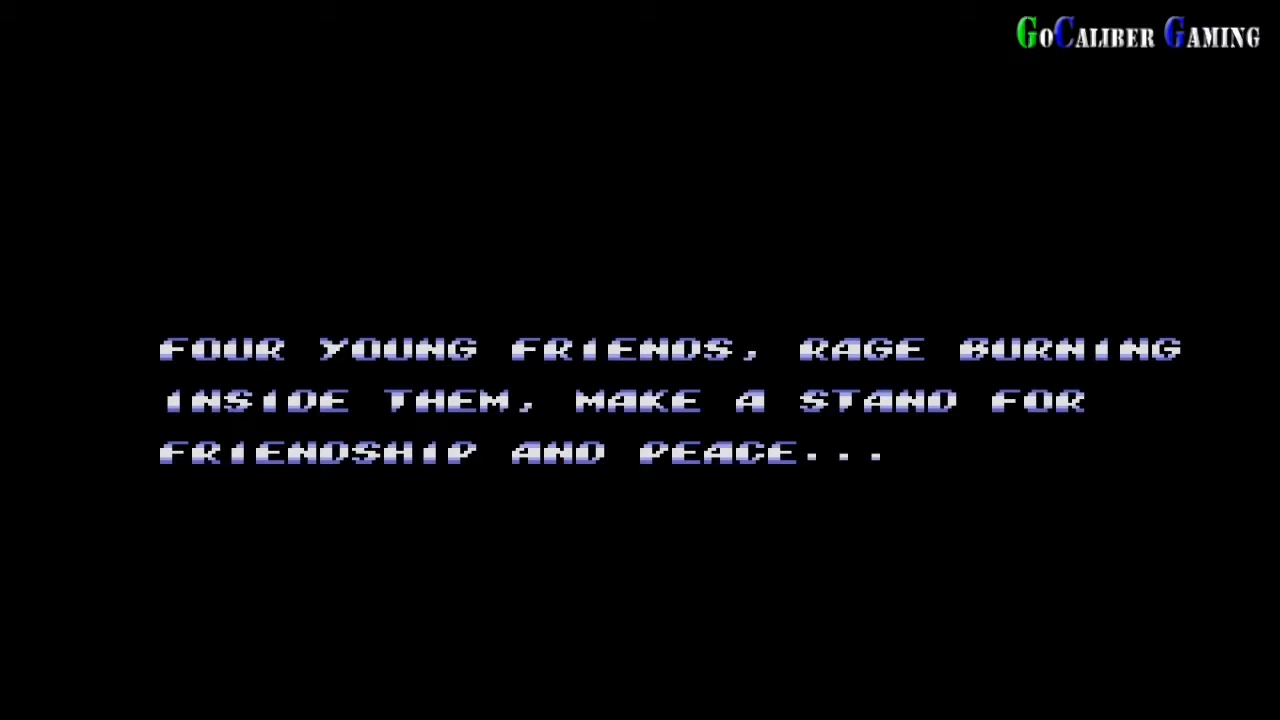 GoCaliber Gaming
FOUR YOUNG FRIENDS, RAGE BURNING
INSIDE THEM, MAKE A STAND FOR
FRIENDSHIP AND PEACE...